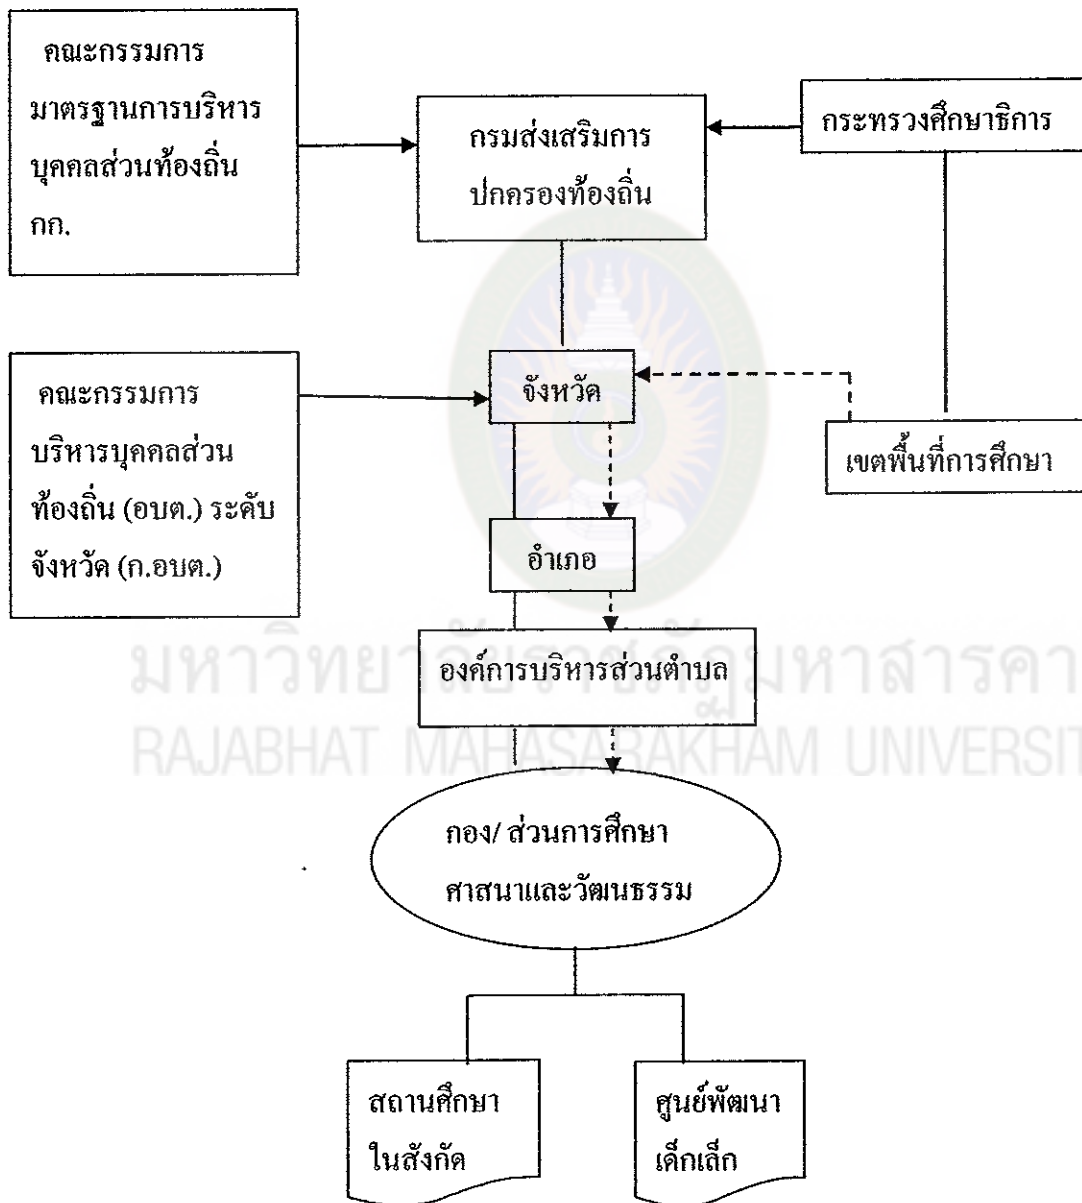 คณะกรรมการ
มาตรฐานการบริหาร
บุคคลส่วนท้องถิ่น
กก.
กรมส่งเสริมการ
ปกครองท้องถิ่น
กระทรวงศึกษาธิการ
คณะกรรมการ
บริหารบุคคลส่วน
ท้องถิ่น (อบต.) ระดับ
จังหวัด (ก.อบต.)
จังหวัด
เขตพื้นที่การศึกษา
อำเภอ
องค์การบริหารส่วนตำบล
มหาวิทยาลัยราชภัฏมหาสารคา
RAJABHAT MAHASARAKHAM UNIVERSIT
กอง/ ส่วนการศึกษา
ศาสนาและวัฒนธรรม
สถานศึกษา
ในสังกัด
ศูนย์พัฒนา
เด็กเล็ก